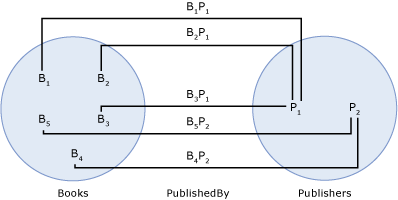 B₁P₁
B₂P₁
B₁ B₂
B₃P₁ P₁ P₂
B₅ B₃
B₅P₂
B₄
B₄P₂
Books PublishedBy Publishers